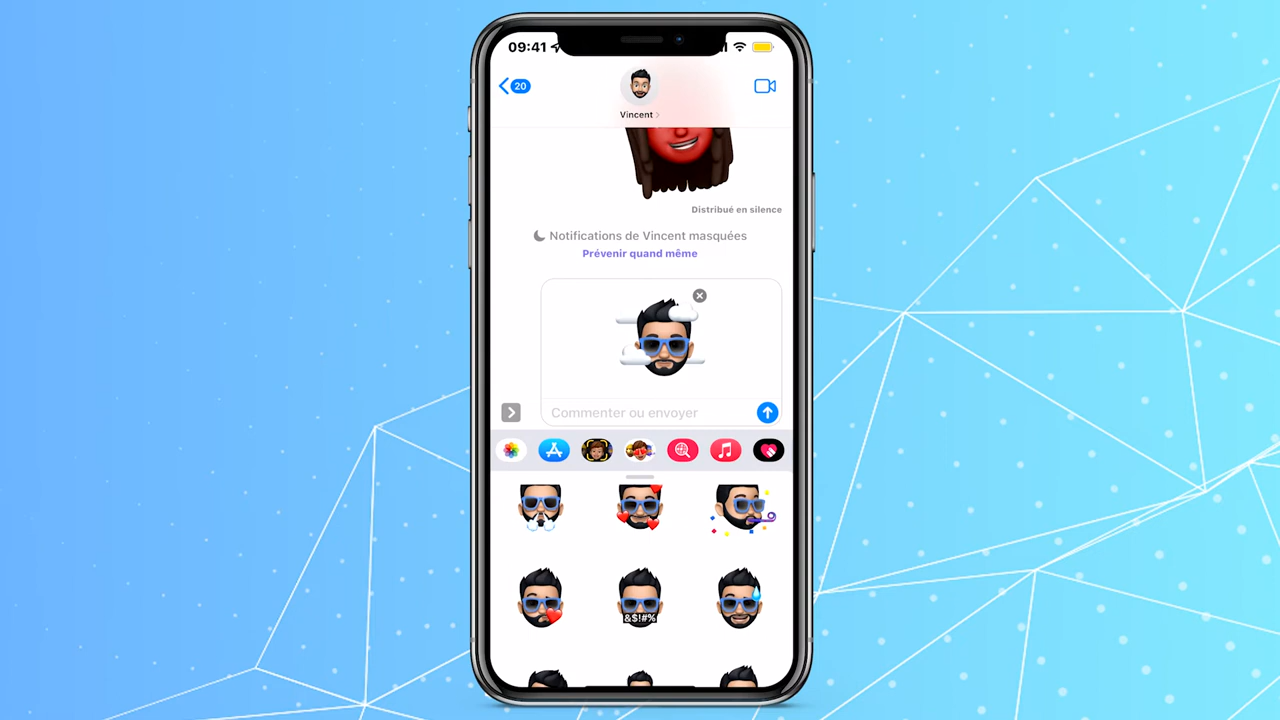 09:41
20
Vincent
Distribué en silence
Notifications de Vincent masquées
Prévenir quand même
Commenter ou envoyer
&$!#%